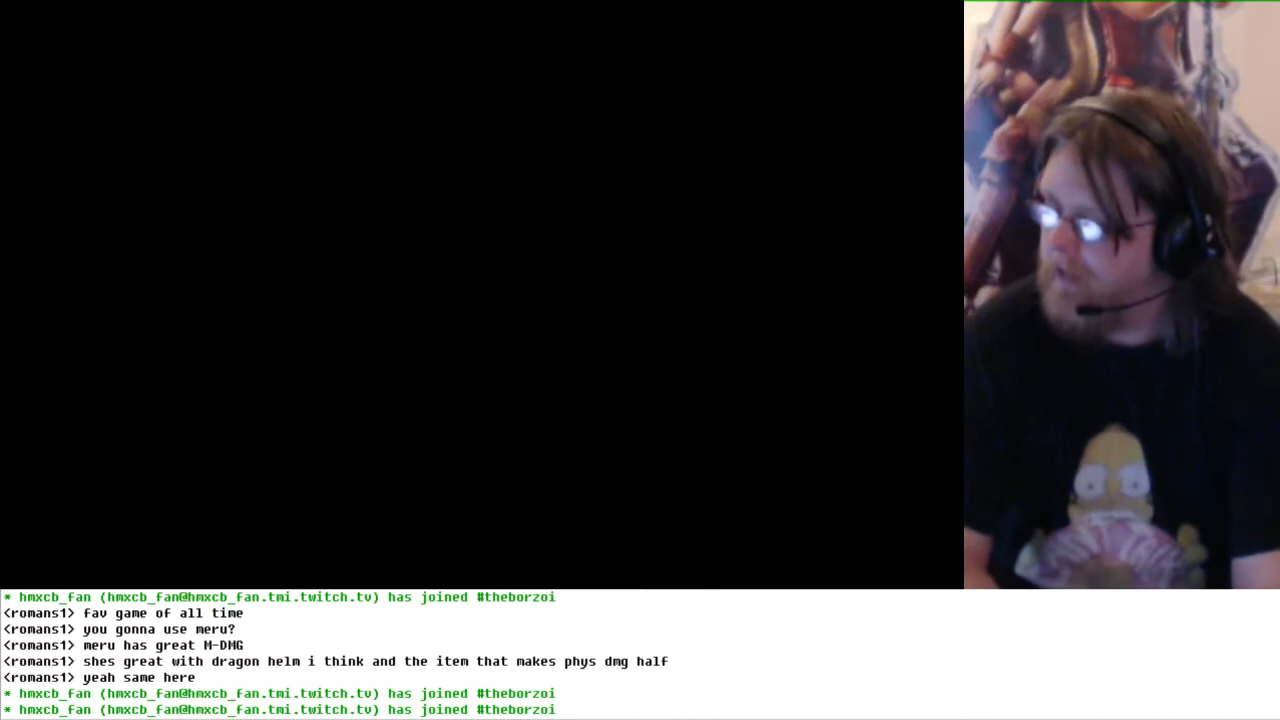 * hmxcb_fan (hmxcb_fan@hmxcb_fan.tmi.twitch.tv) has joined #theborzoi
<romans1> fav game of all time
<romans1> you gonna use meru?
<romans1> meru has great M-DMG
<romans1> shes great with dragon helm i think and the item that makes phys dmg half
<romans1> yeah same here
* hmxcb_fan (hmxcb_fan@hmxcb_fan.tmi.twitch.tv) has joined #theborzoi
* hmxcb_fan (hmxcb_fan@hmxcb_fan.tmi.twitch.tv) has joined #theborzoi